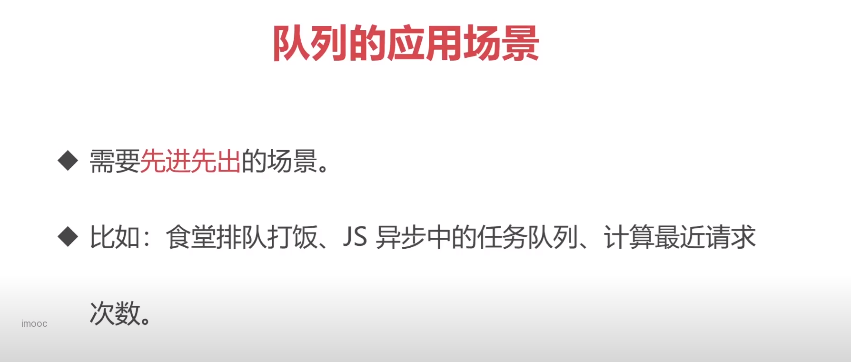 队列的应用场景
◆ 需要先进先出的场景。
◆ 比如：食堂排队打饭、JS 异步中的任务队列、计算最近请求
次数。
imooc